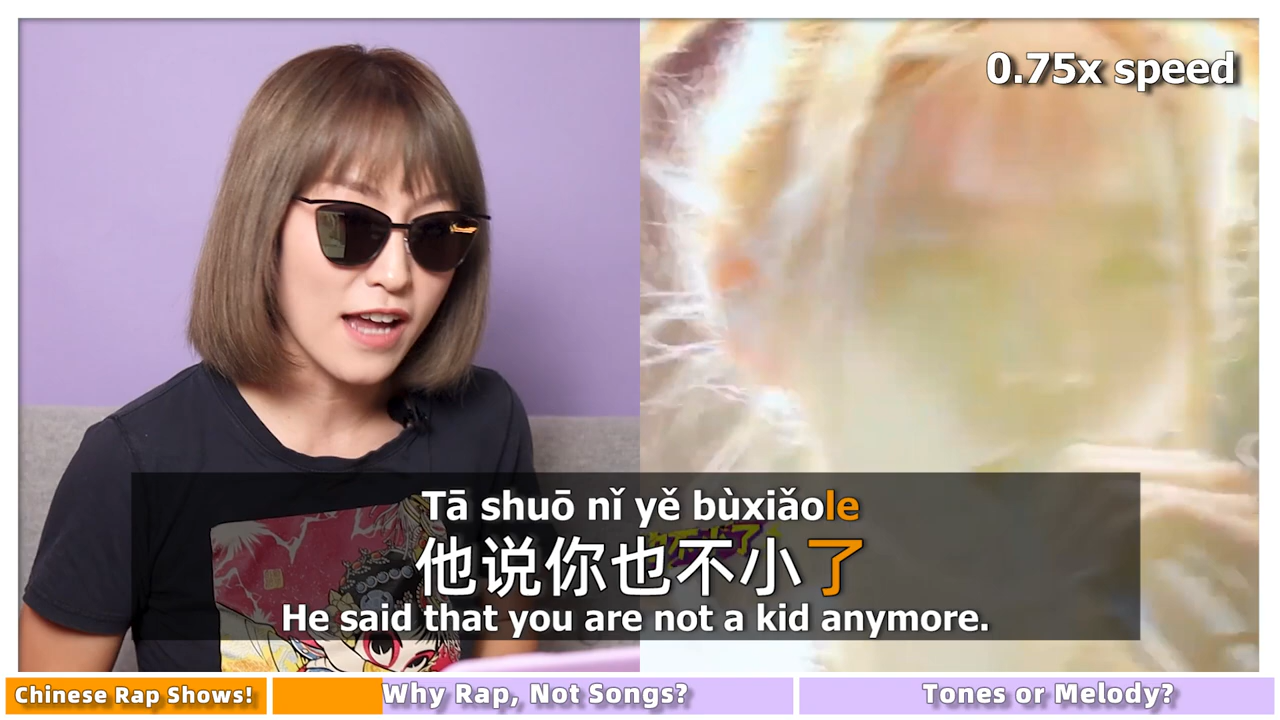 0.75x speed
Tā shuō nǐ yě bùxiǎole
他说你也不小了
He said that you are not a kid anymore.
Chinese Rap Shows!
Why Rap, Not Songs?
Tones or Melody?